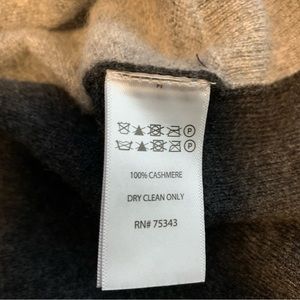 100% CASHMERE
DRY CLEAN ONLY
RN# 75343